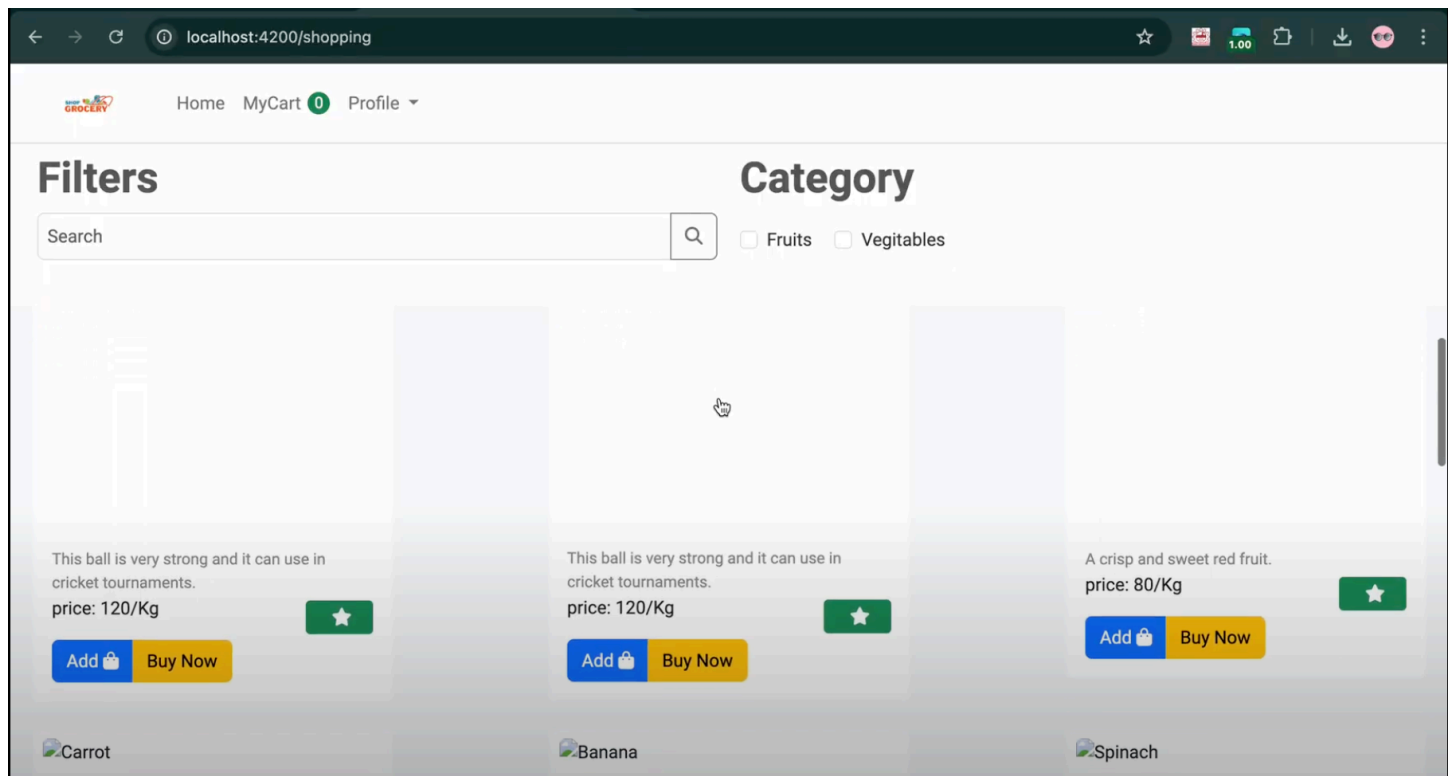 localhost:4200/shopping
1.00
SHOP
GROCERY
Home MyCart 0 Profile
Filters
Category
Search
Fruits Vegitables
This ball is very strong and it can use in
cricket tournaments.
price: 120/Kg
Add Buy Now
This ball is very strong and it can use in
cricket tournaments.
price: 120/Kg
Add Buy Now
A crisp and sweet red fruit.
price: 80/Kg
Add Buy Now
Carrot
Banana
Spinach